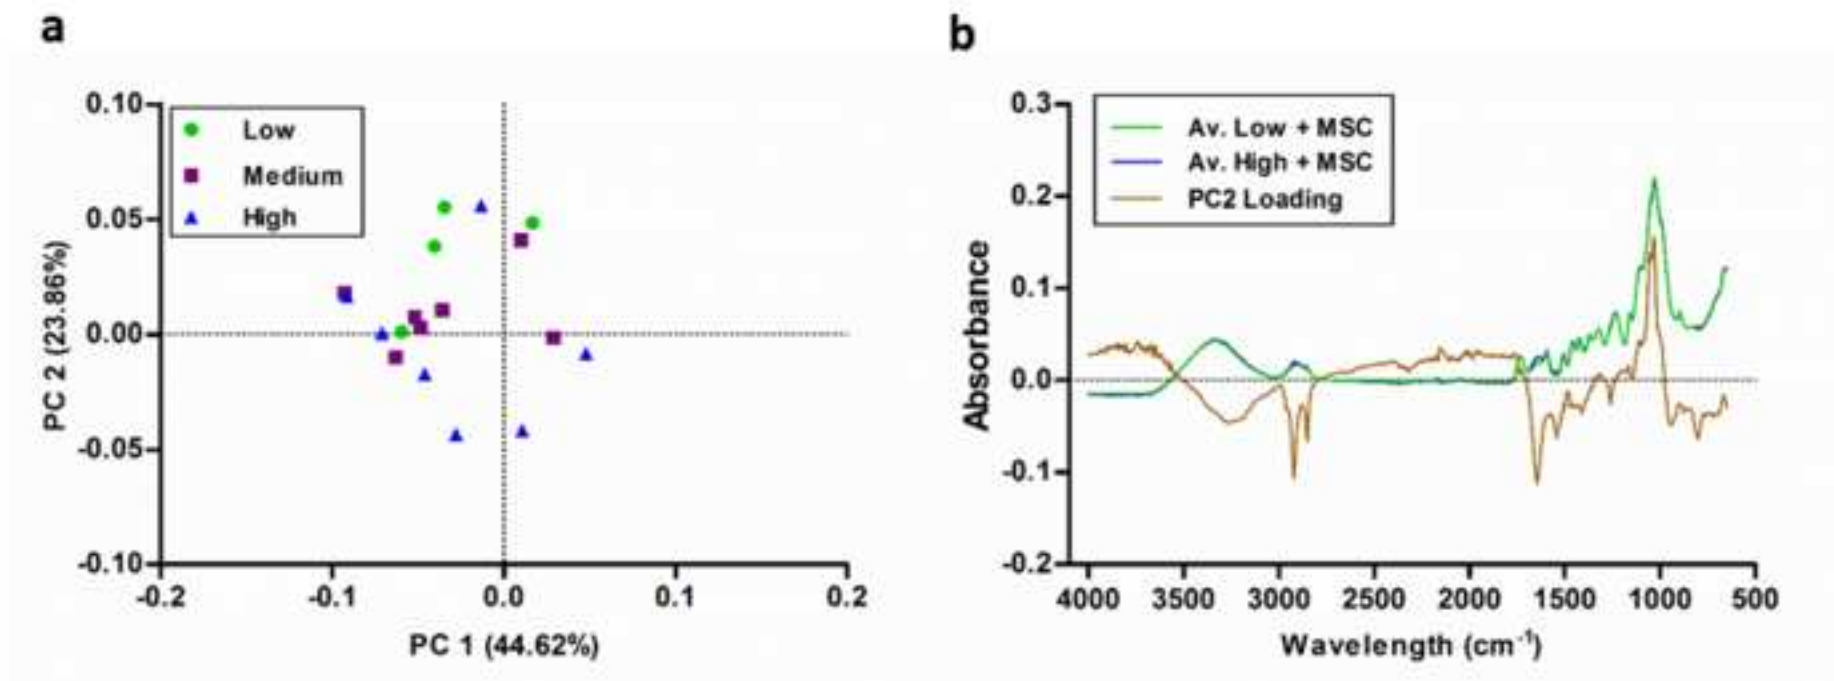 a
0.10
0.05
0.00
-0.05
-0.10
PC 2 (23.86%)
Low
Medium
High
-0.2
-0.1
0.0
0.1
0.2
PC 1 (44.62%)
b
0.3
0.2
0.1
0.0
-0.1
-0.2
Absorbance
Av. Low + MSC
Av. High + MSC
PC2 Loading
4000
3500
3000
2500
2000
1500
1000
500
Wavelength (cm⁻¹)